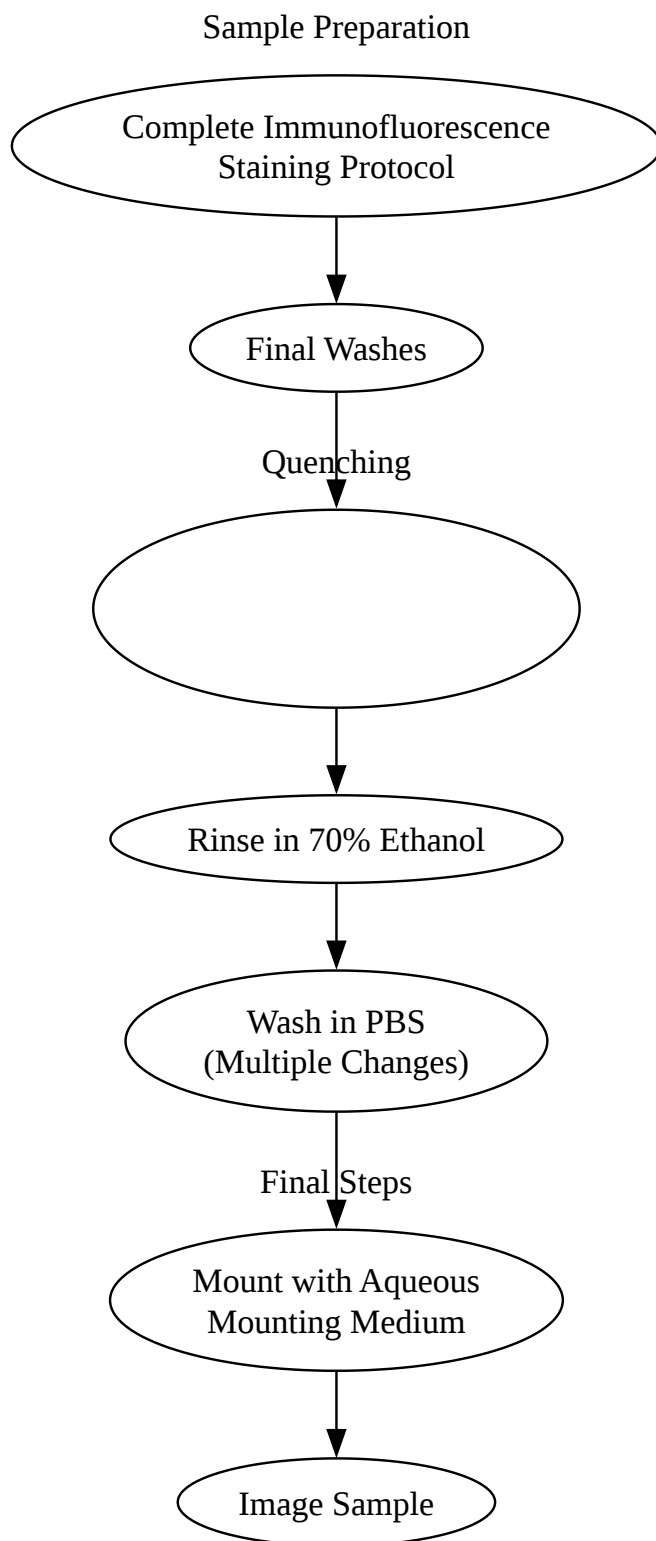 Sample Preparation
Complete Immunofluorescence
Staining Protocol
Final Washes
Quenching
Rinse in 70% Ethanol
Wash in PBS
(Multiple Changes)
Final Steps
Mount with Aqueous
Mounting Medium
Image Sample